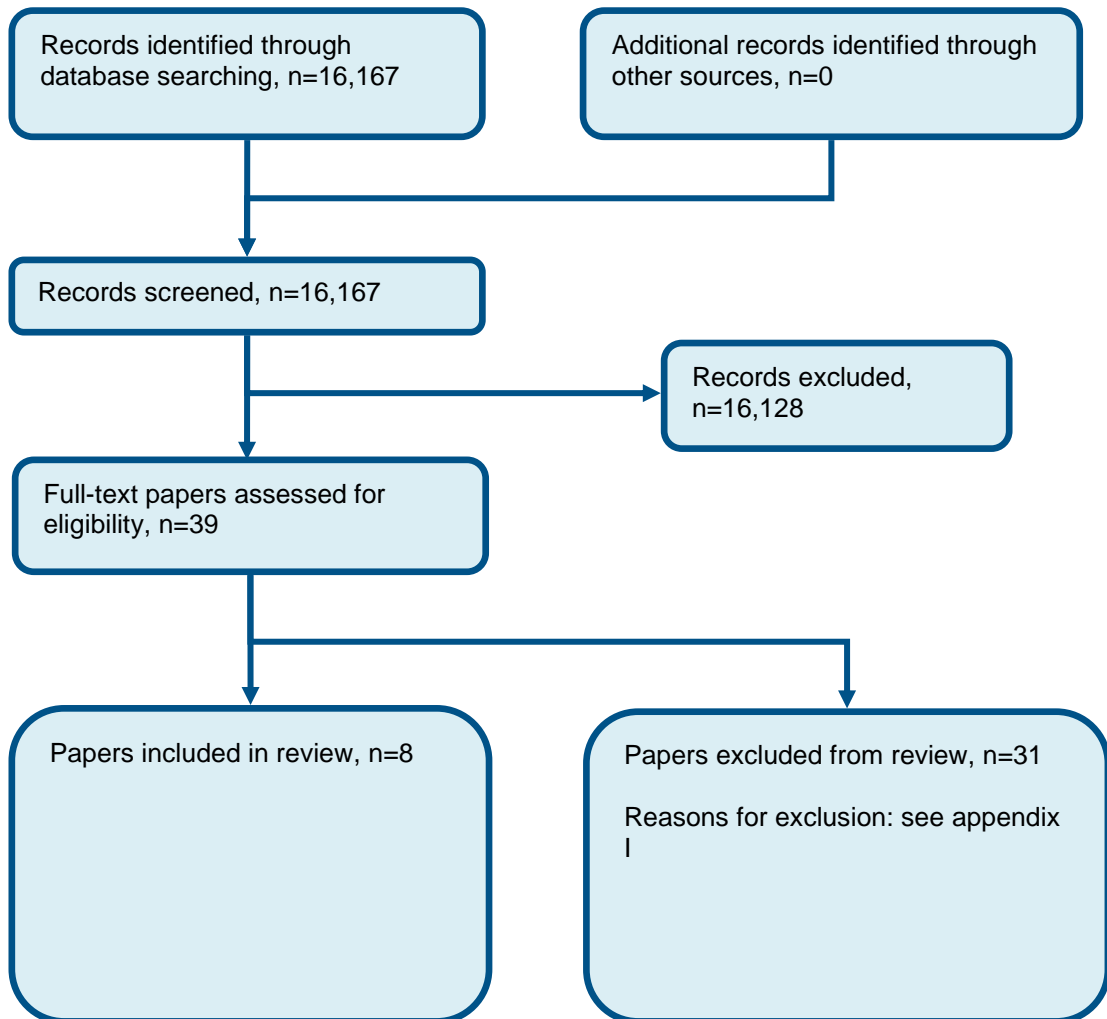 Records identified through
database searching, n=16,167
Additional records identified through
other sources, n=0
Records screened, n=16,167
Records excluded,
n=16,128
Full-text papers assessed for
eligibility, n=39
Papers included in review, n=8
Papers excluded from review, n=31
Reasons for exclusion: see appendix
I